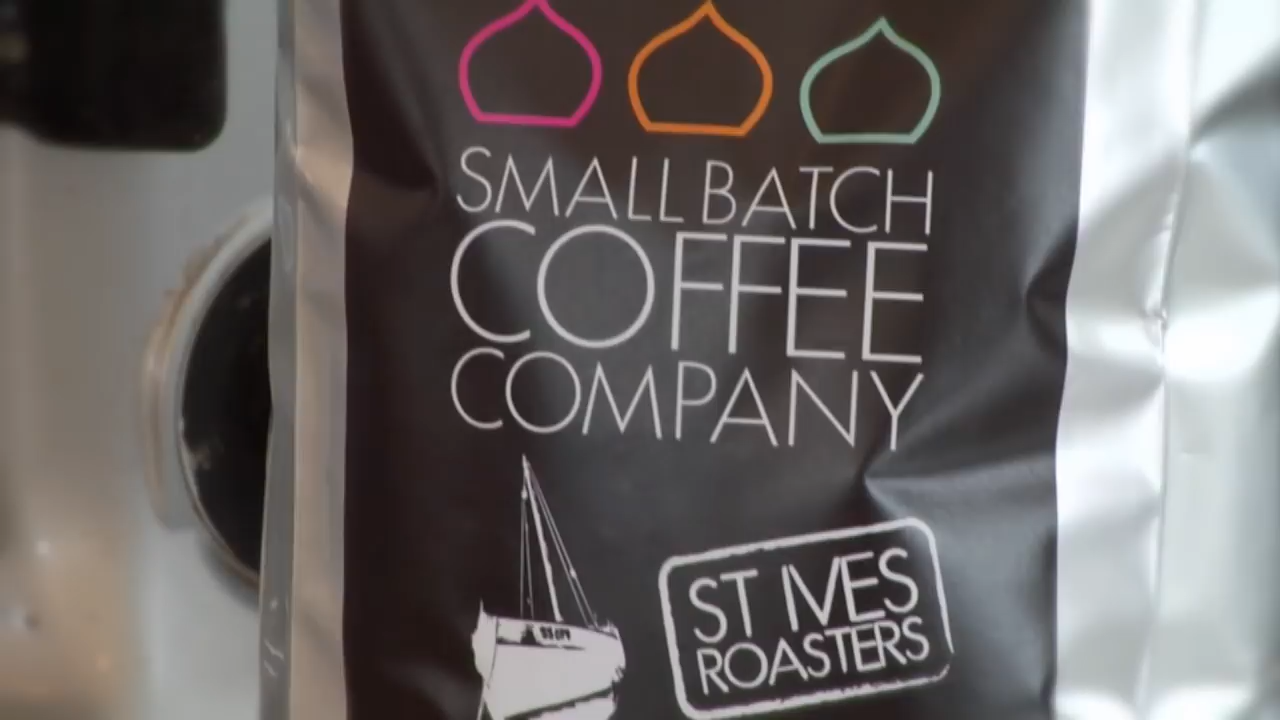 SMALL BATCH
COFFEE
COMPANY
ST IVES
ROASTERS